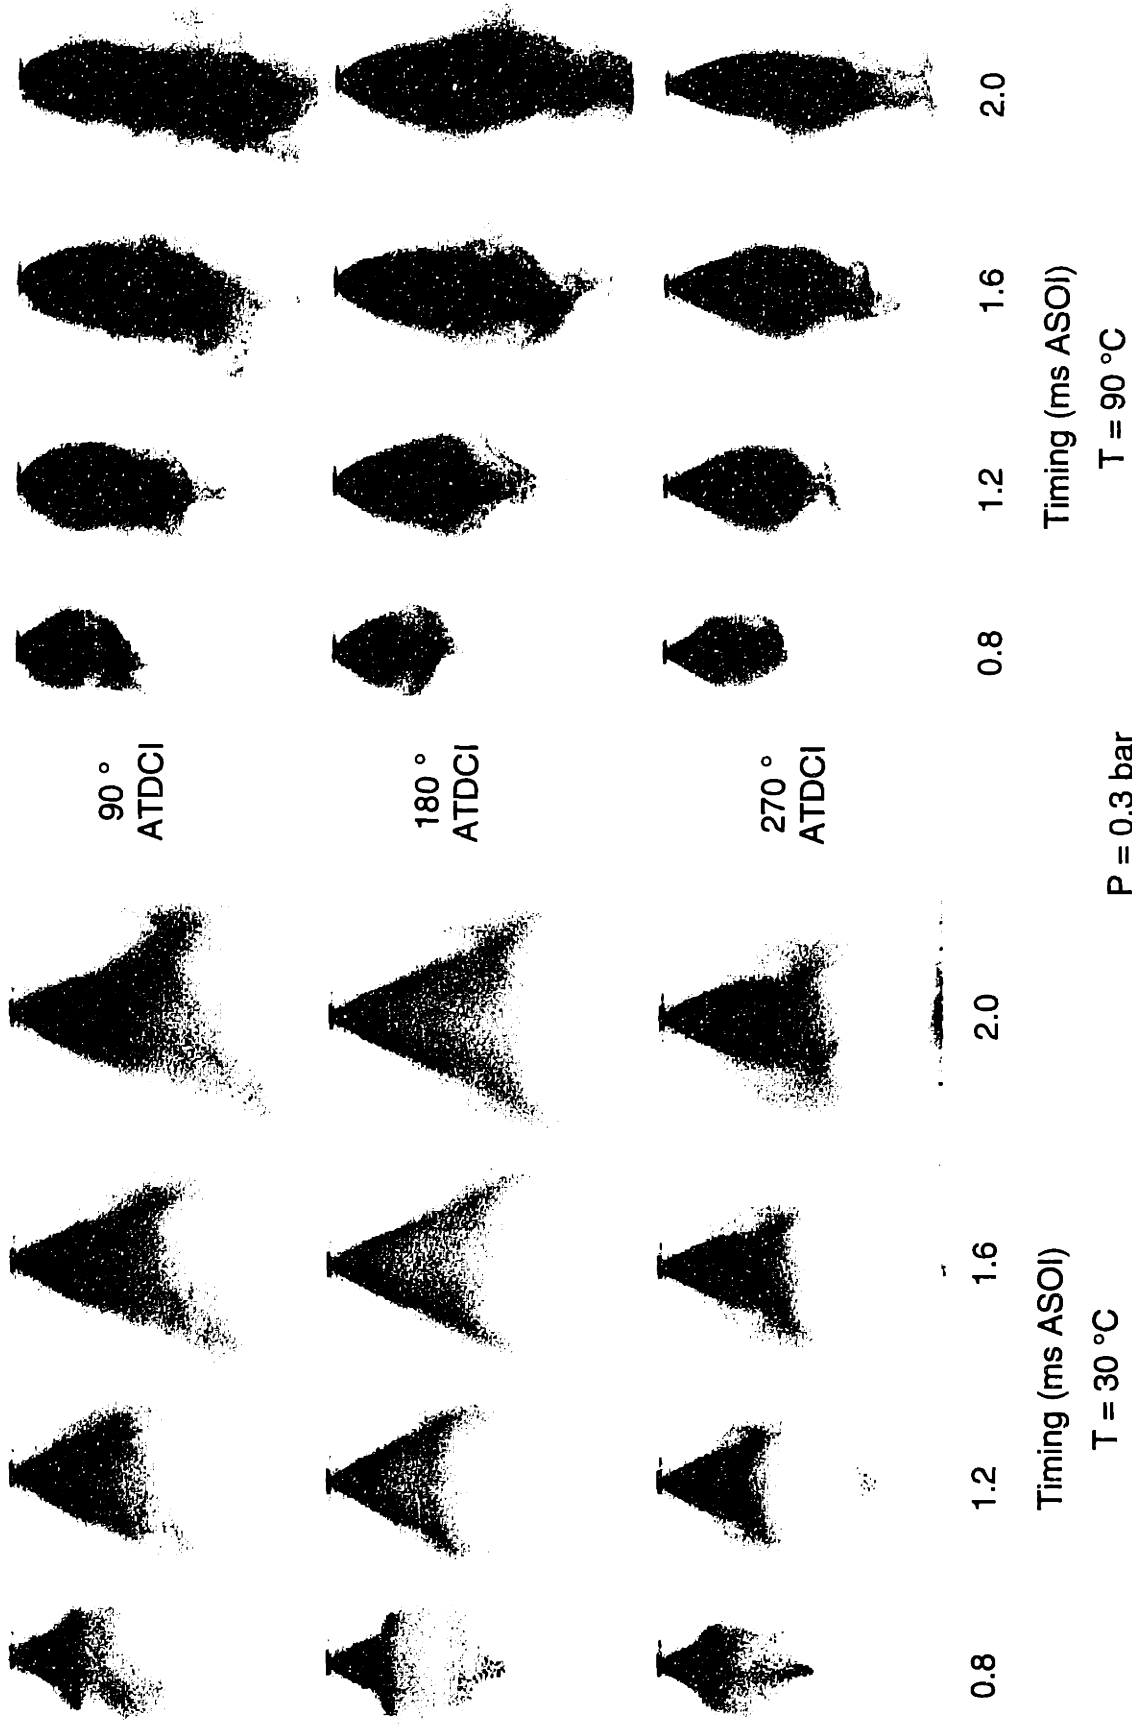 90 °
ATDCI
180 °
ATDCI
270 °
ATDCI
0.8 1.2 1.6 2.0 0.8 1.2 1.6 2.0
Timing (ms ASOI) Timing (ms ASOI)
T = 30 °C P = 0.3 bar T = 90 °C